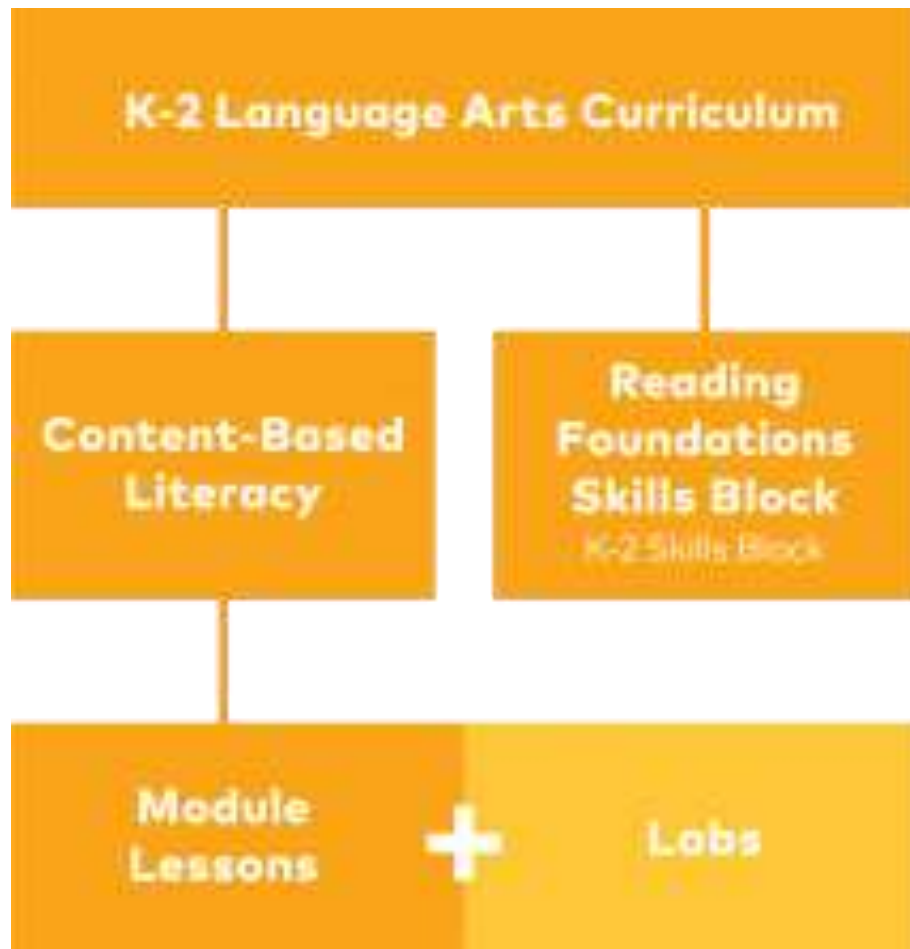 K-2 Language Arts Curriculum
Content-Based
Literacy
Reading
Foundations
Skills Block
K-2 Skills Block
Module
Lessons
+
Labs